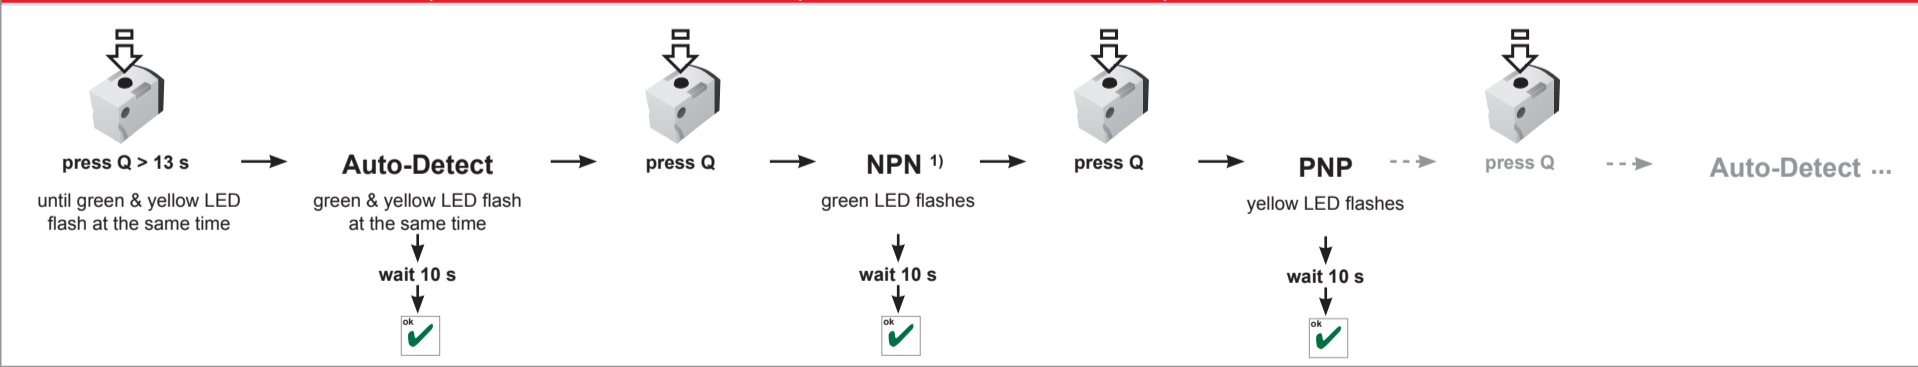 press Q > 13 s
until green & yellow LED
flash at the same time
Auto-Detect
green & yellow LED flash
at the same time
wait 10 s
ok
press Q
NPN 1)
green LED flashes
wait 10 s
ok
press Q
PNP
yellow LED flashes
wait 10 s
ok
press Q
Auto-Detect ...